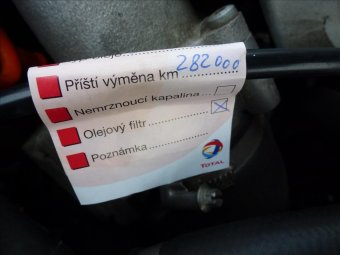 Příští výměna km 282000
Nemrznoucí kapalina
Olejový filtr
Poznámka
TOTAL